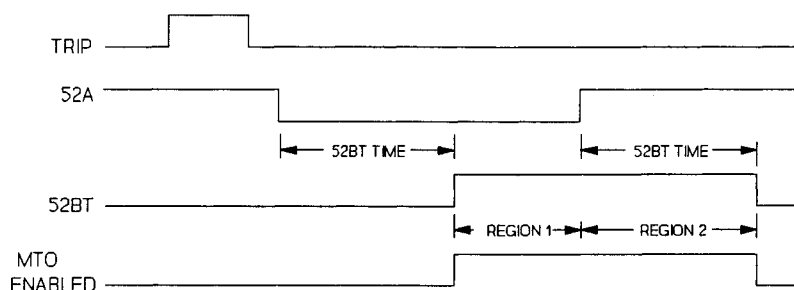 TRIP
52A
52BT TIME
52BT TIME
52BT
REGION 1
REGION 2
MTO
ENABLED